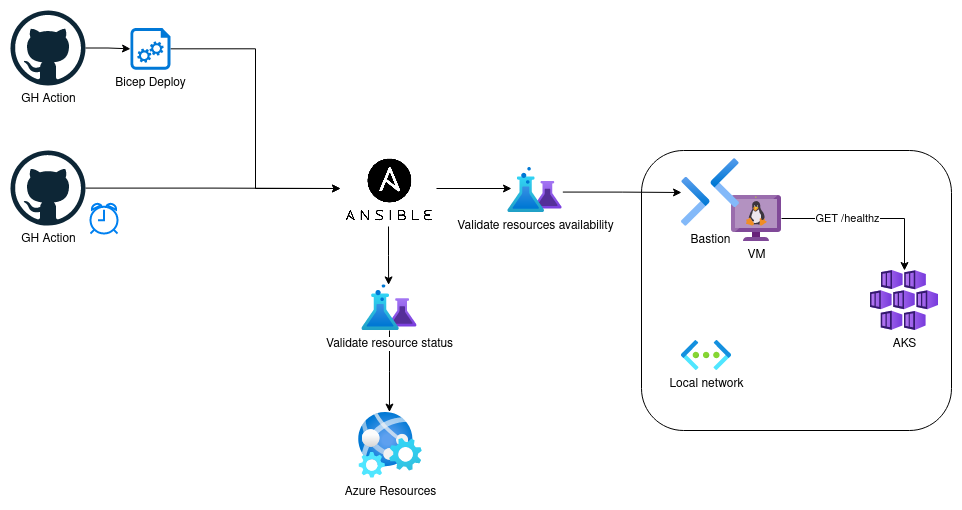 GH Action
Bicep Deploy
GH Action
ANSIBLE
Validate resources availability
Bastion
VM
GET /healthz
AKS
Validate resource status
Local network
Azure Resources